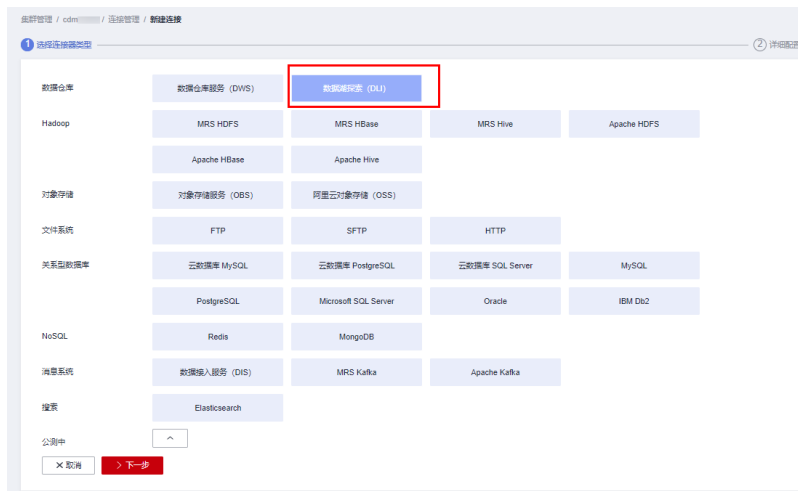 集群管理 / cdm / 连接管理 / 新建连接
1 选择连接器类型 2 详细配置
数据仓库 数据仓库服务（DWS） 数据湖探索（DLI）
Hadoop MRS HDFS MRS HBase MRS Hive Apache HDFS
Apache HBase Apache Hive
对象存储 对象存储服务（OBS） 阿里云对象存储（OSS）
文件系统 FTP SFTP HTTP
关系型数据库 云数据库 MySQL 云数据库 PostgreSQL 云数据库 SQL Server MySQL
PostgreSQL Microsoft SQL Server Oracle IBM Db2
NoSQL Redis MongoDB
消息系统 数据接入服务（DIS） MRS Kafka Apache Kafka
搜索 Elasticsearch
公测中
取消 下一步